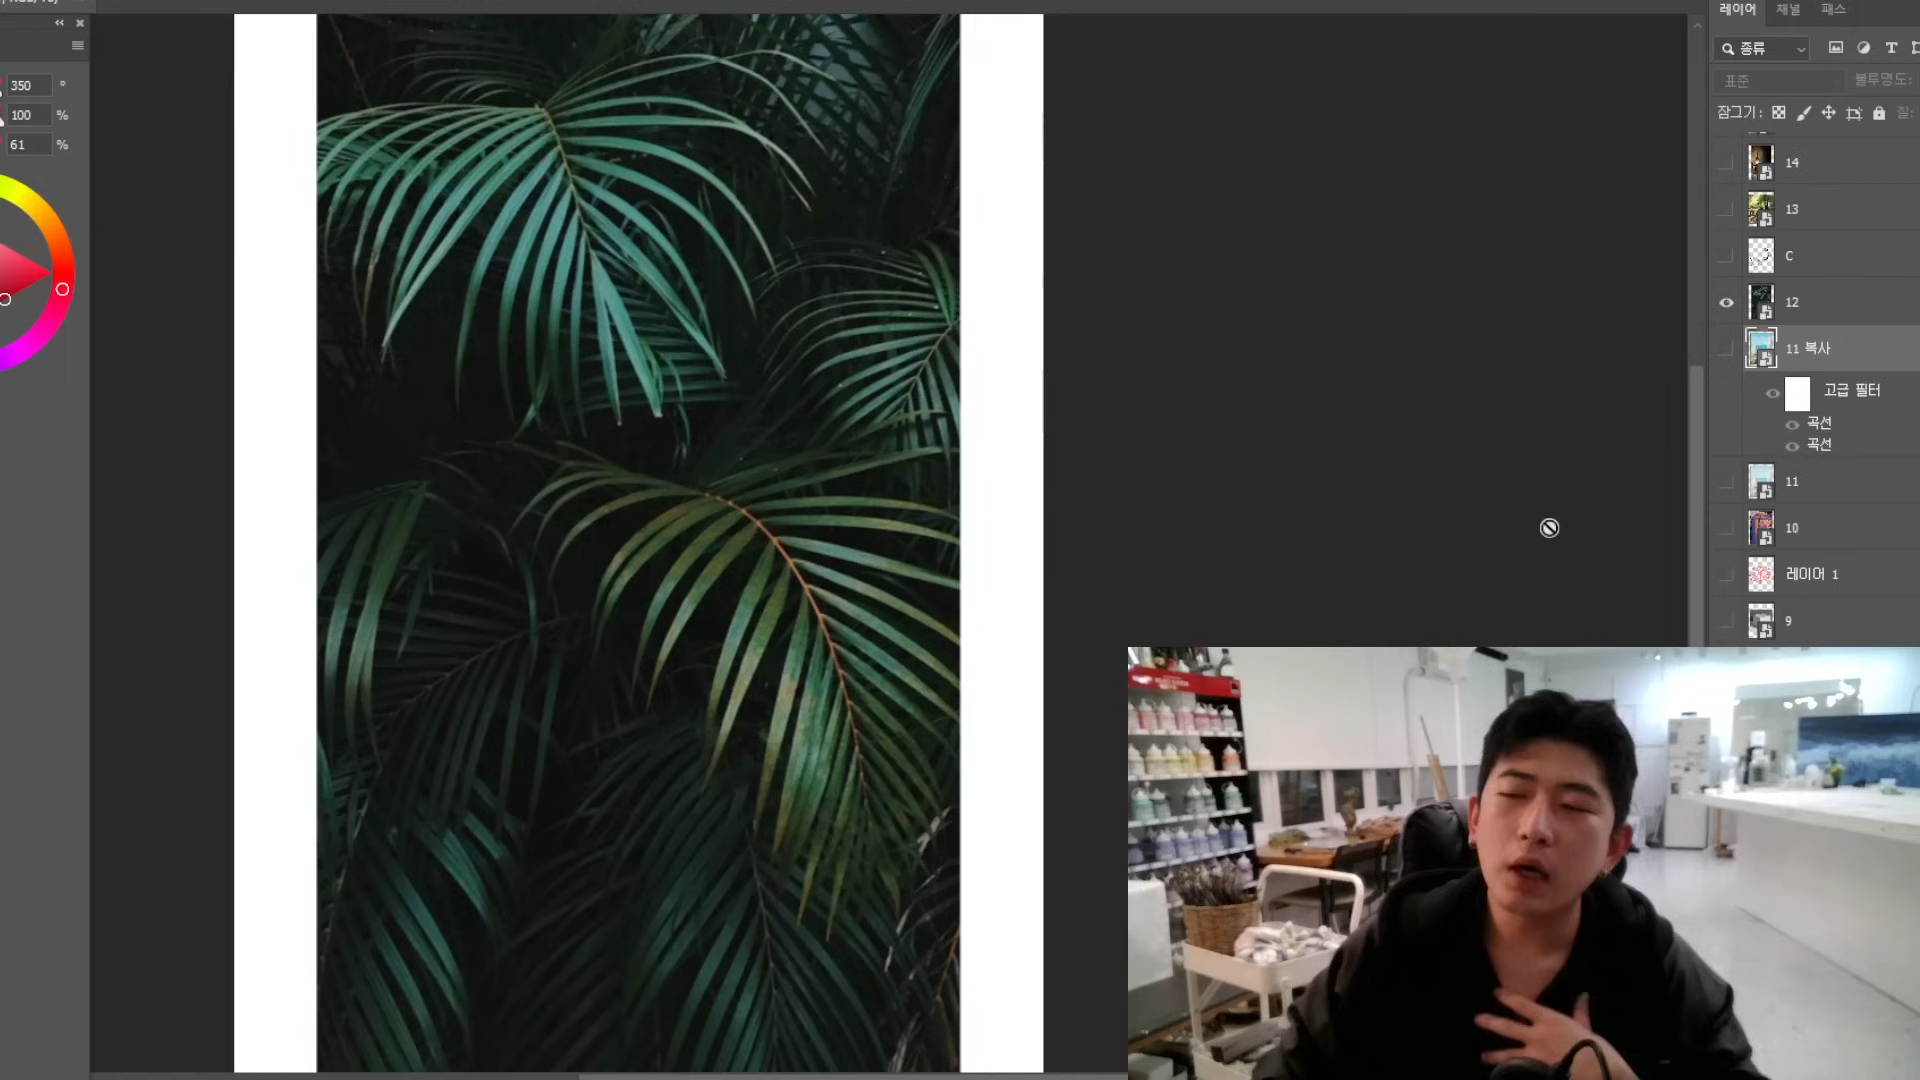 350 °
100 %
61 %
레이어 채널 패스
종류
표준 불투명도:
잠그기: 칠:
14
13
C
12
11 복사
고급 필터
곡선
곡선
11
10
레이어 1
9